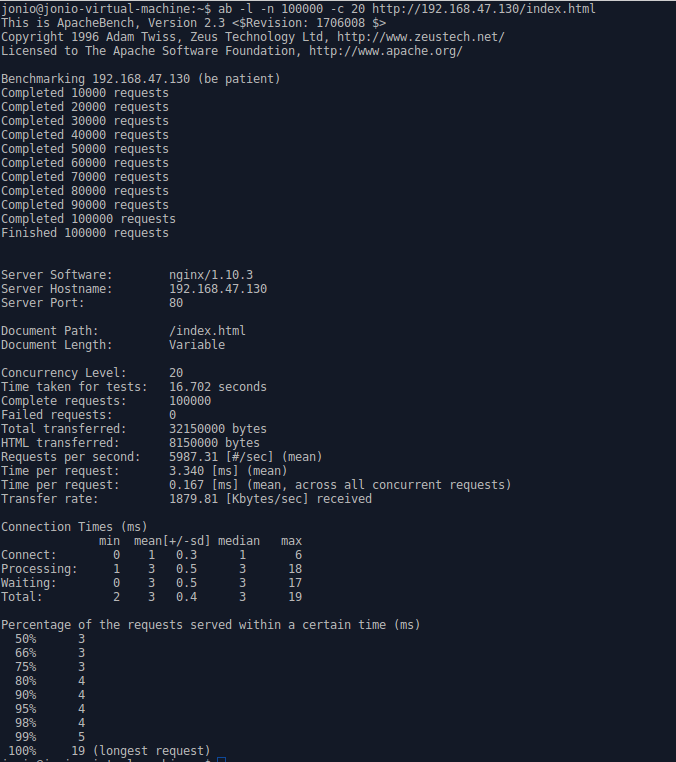 jonio@jonio-virtual-machine:~$ ab -l -n 100000 -c 20 http://192.168.47.130/index.html
This is ApacheBench, Version 2.3 <$Revision: 1706008 $>
Copyright 1996 Adam Twiss, Zeus Technology Ltd, http://www.zeustech.net/
Licensed to The Apache Software Foundation, http://www.apache.org/

Benchmarking 192.168.47.130 (be patient)
Completed 10000 requests
Completed 20000 requests
Completed 30000 requests
Completed 40000 requests
Completed 50000 requests
Completed 60000 requests
Completed 70000 requests
Completed 80000 requests
Completed 90000 requests
Completed 100000 requests
Finished 100000 requests


Server Software:        nginx/1.10.3
Server Hostname:        192.168.47.130
Server Port:            80

Document Path:          /index.html
Document Length:        Variable

Concurrency Level:      20
Time taken for tests:   16.702 seconds
Complete requests:      100000
Failed requests:        0
Total transferred:      32150000 bytes
HTML transferred:       8150000 bytes
Requests per second:    5987.31 [#/sec] (mean)
Time per request:       3.340 [ms] (mean)
Time per request:       0.167 [ms] (mean, across all concurrent requests)
Transfer rate:          1879.81 [Kbytes/sec] received

Connection Times (ms)
              min  mean[+/-sd] median   max
Connect:        0    1   0.3      1       6
Processing:     1    3   0.5      3      18
Waiting:        0    3   0.5      3      17
Total:          2    3   0.4      3      19

Percentage of the requests served within a certain time (ms)
  50%      3
  66%      3
  75%      3
  80%      4
  90%      4
  95%      4
  98%      4
  99%      5
 100%     19 (longest request)